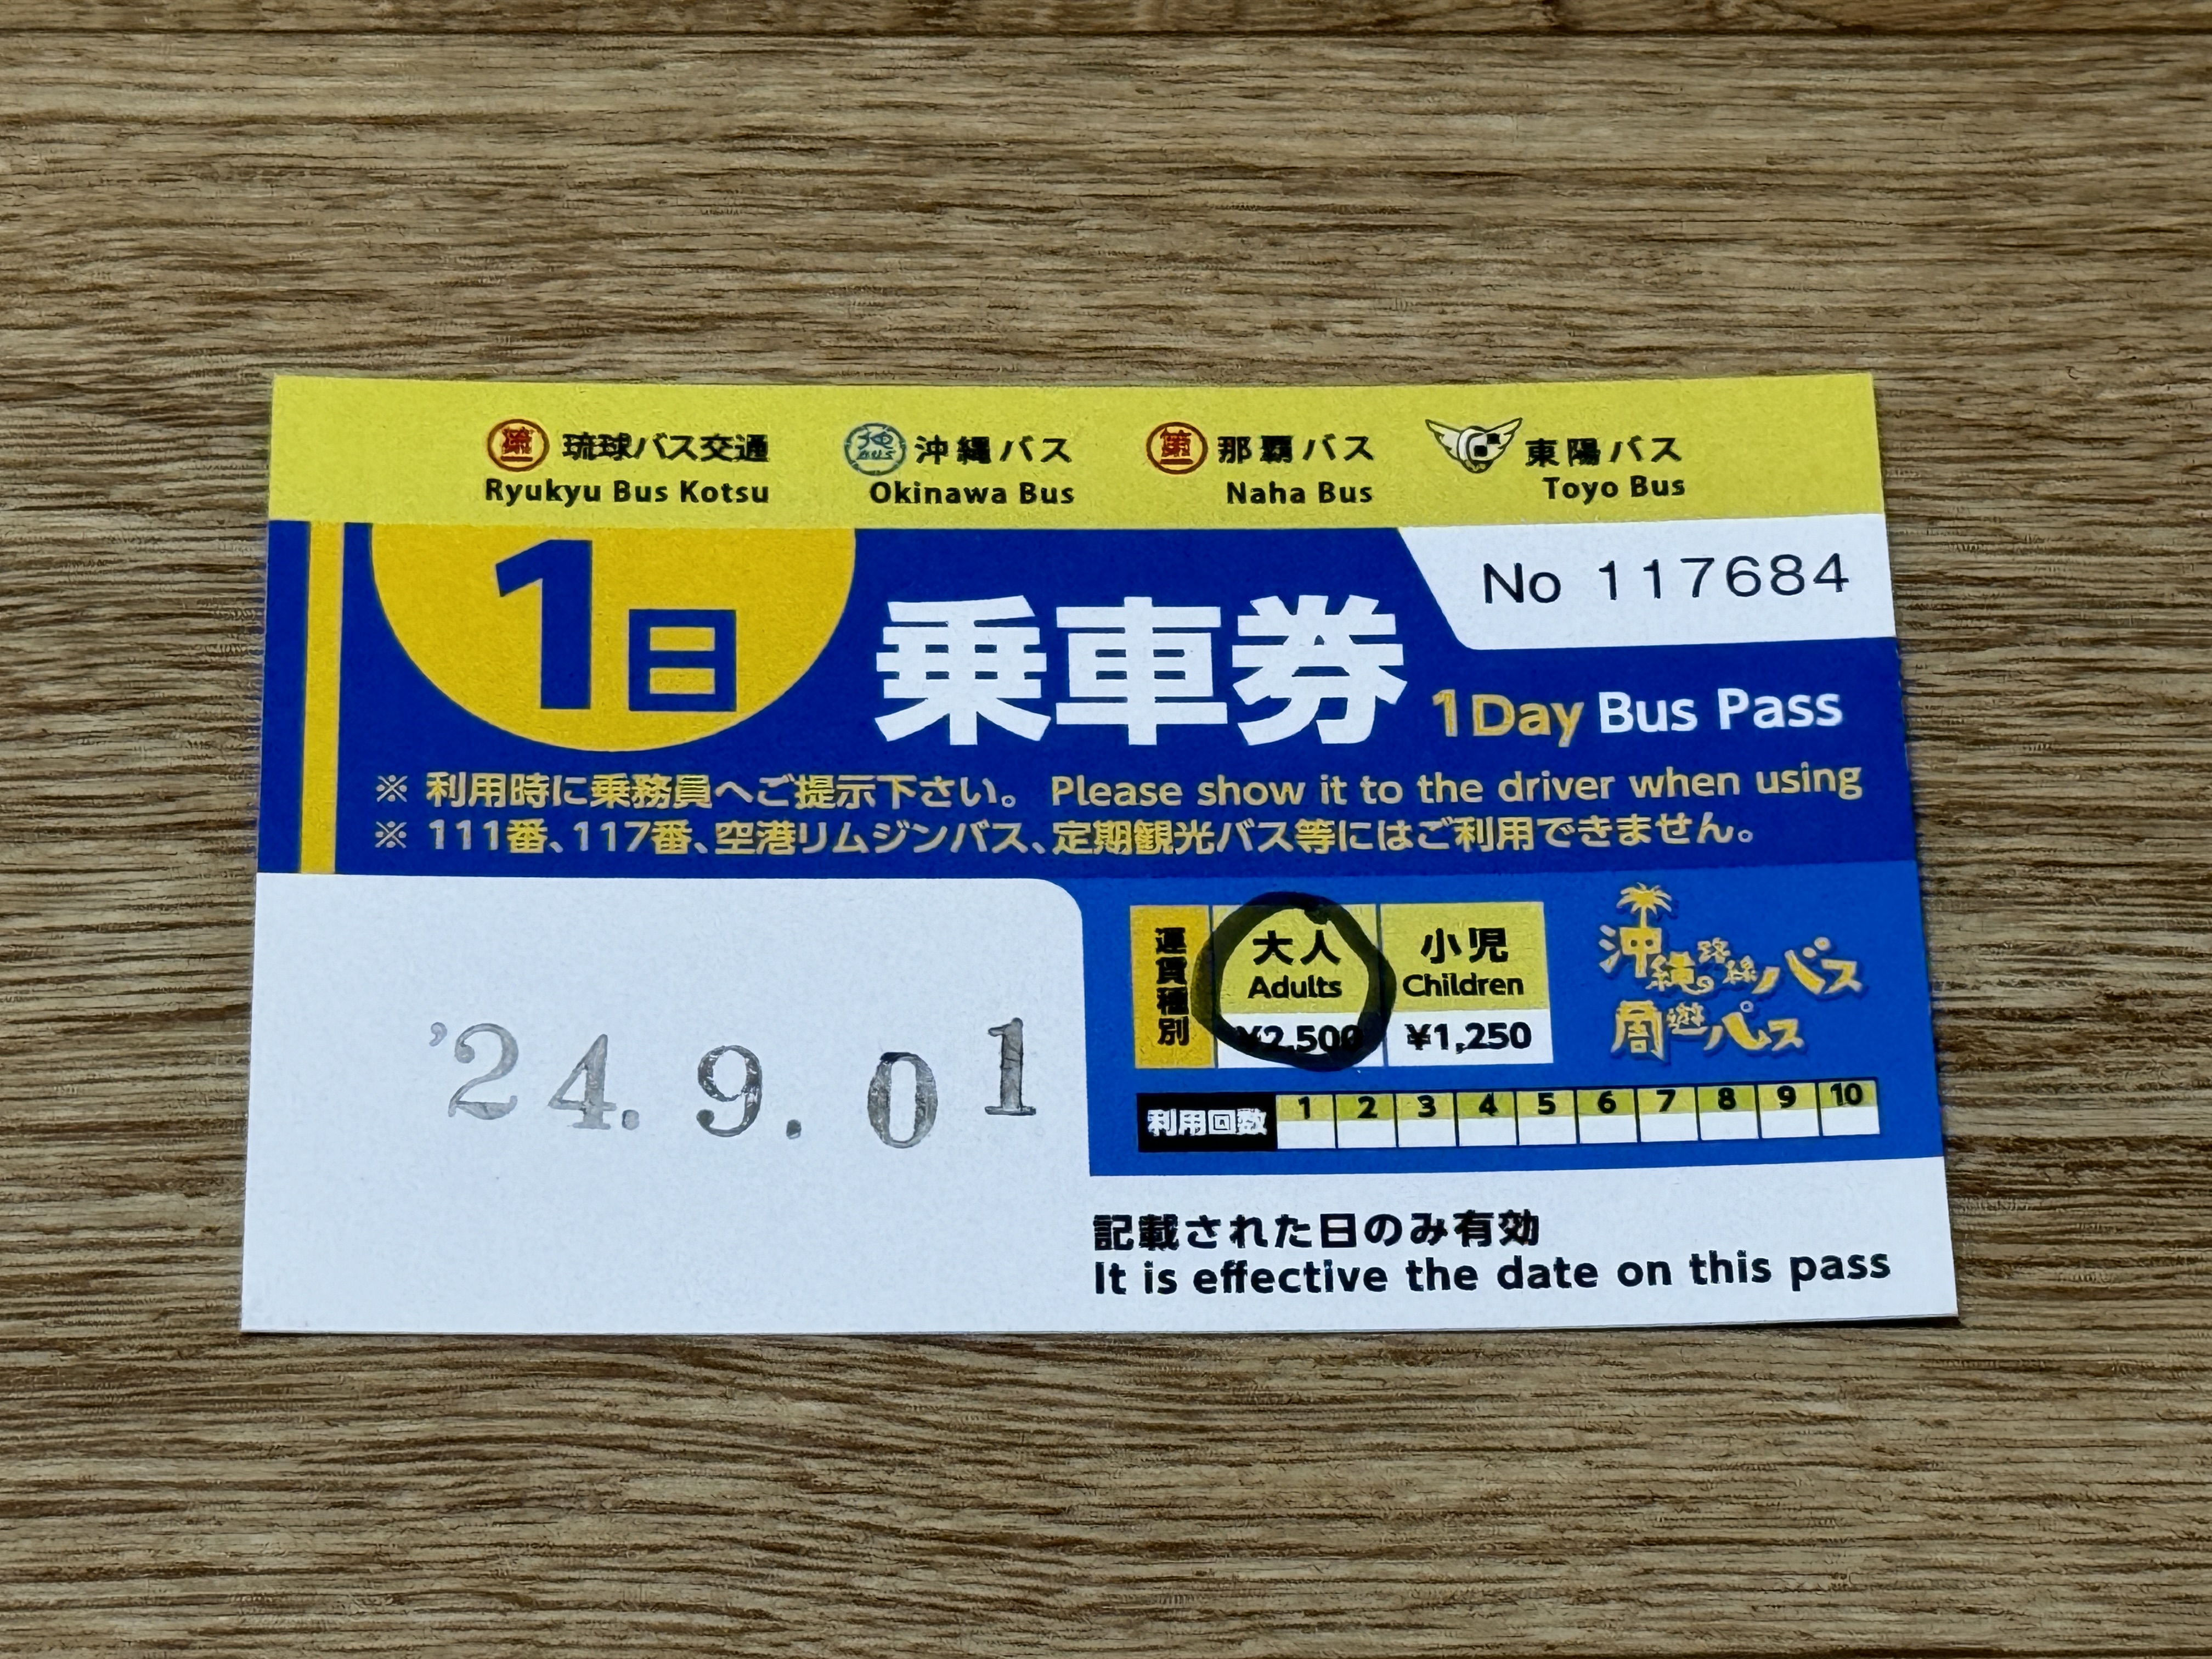 琉球バス交通 沖縄バス 那覇バス 東陽バス
Ryukyu Bus Kotsu Okinawa Bus Naha Bus Toyo Bus
No 117684
1日 乗車券 1Day Bus Pass
※ 利用時に乗務員へご提示下さい。 Please show it to the driver when using
※ 111番、117番、空港リムジンバス、定期観光バス等にはご利用できません。
'24. 9. 01
運賃種別 大人 小児
Adults Children
¥2,500 ¥1,250
沖縄路線バス
周遊パス
利用回数 1 2 3 4 5 6 7 8 9 10
記載された日のみ有効
It is effective the date on this pass